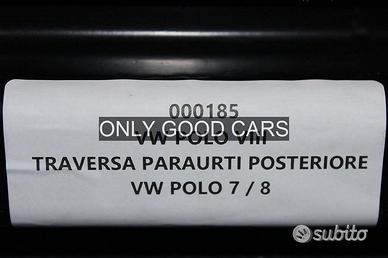 000185
ONLY GOOD CARS
VW POLO VIII
TRAVERSA PARAURTI POSTERIORE
VW POLO 7 / 8
subito